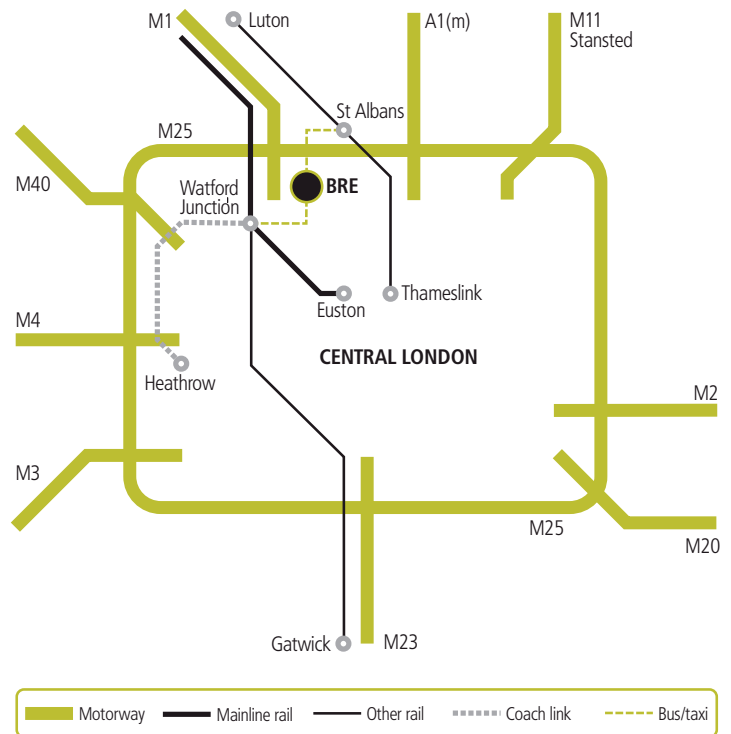 M1
Luton
A1(m)
M11
Stansted
St Albans
M25
M40
Watford
Junction
BRE
Euston
Thameslink
M4
CENTRAL LONDON
Heathrow
M2
M3
M25
M20
Gatwick
M23
Motorway
Mainline rail
Other rail
Coach link
Bus/taxi